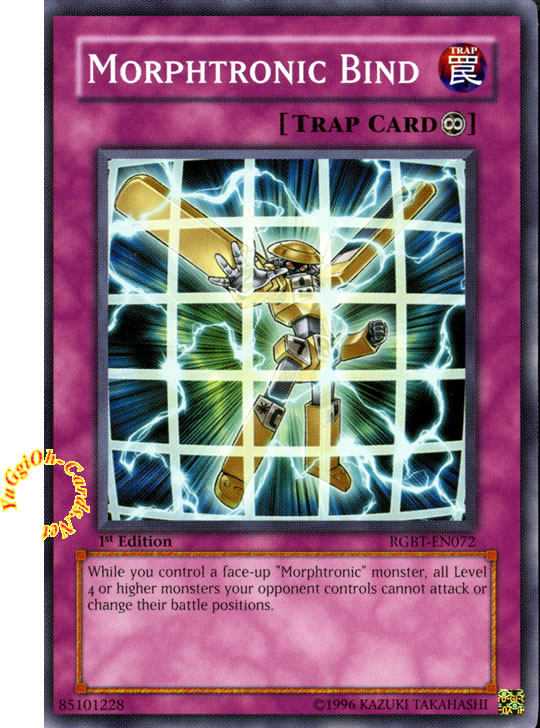 MORPHTRONIC BIND
TRAP
罠
[TRAP CARD∞]
YuGgiOh-Cards.Net
1st Edition
RGBT-EN072
While you control a face-up "Morphtronic" monster, all Level
4 or higher monsters your opponent controls cannot attack or
change their battle positions.
85101228
©1996 KAZUKI TAKAHASHI